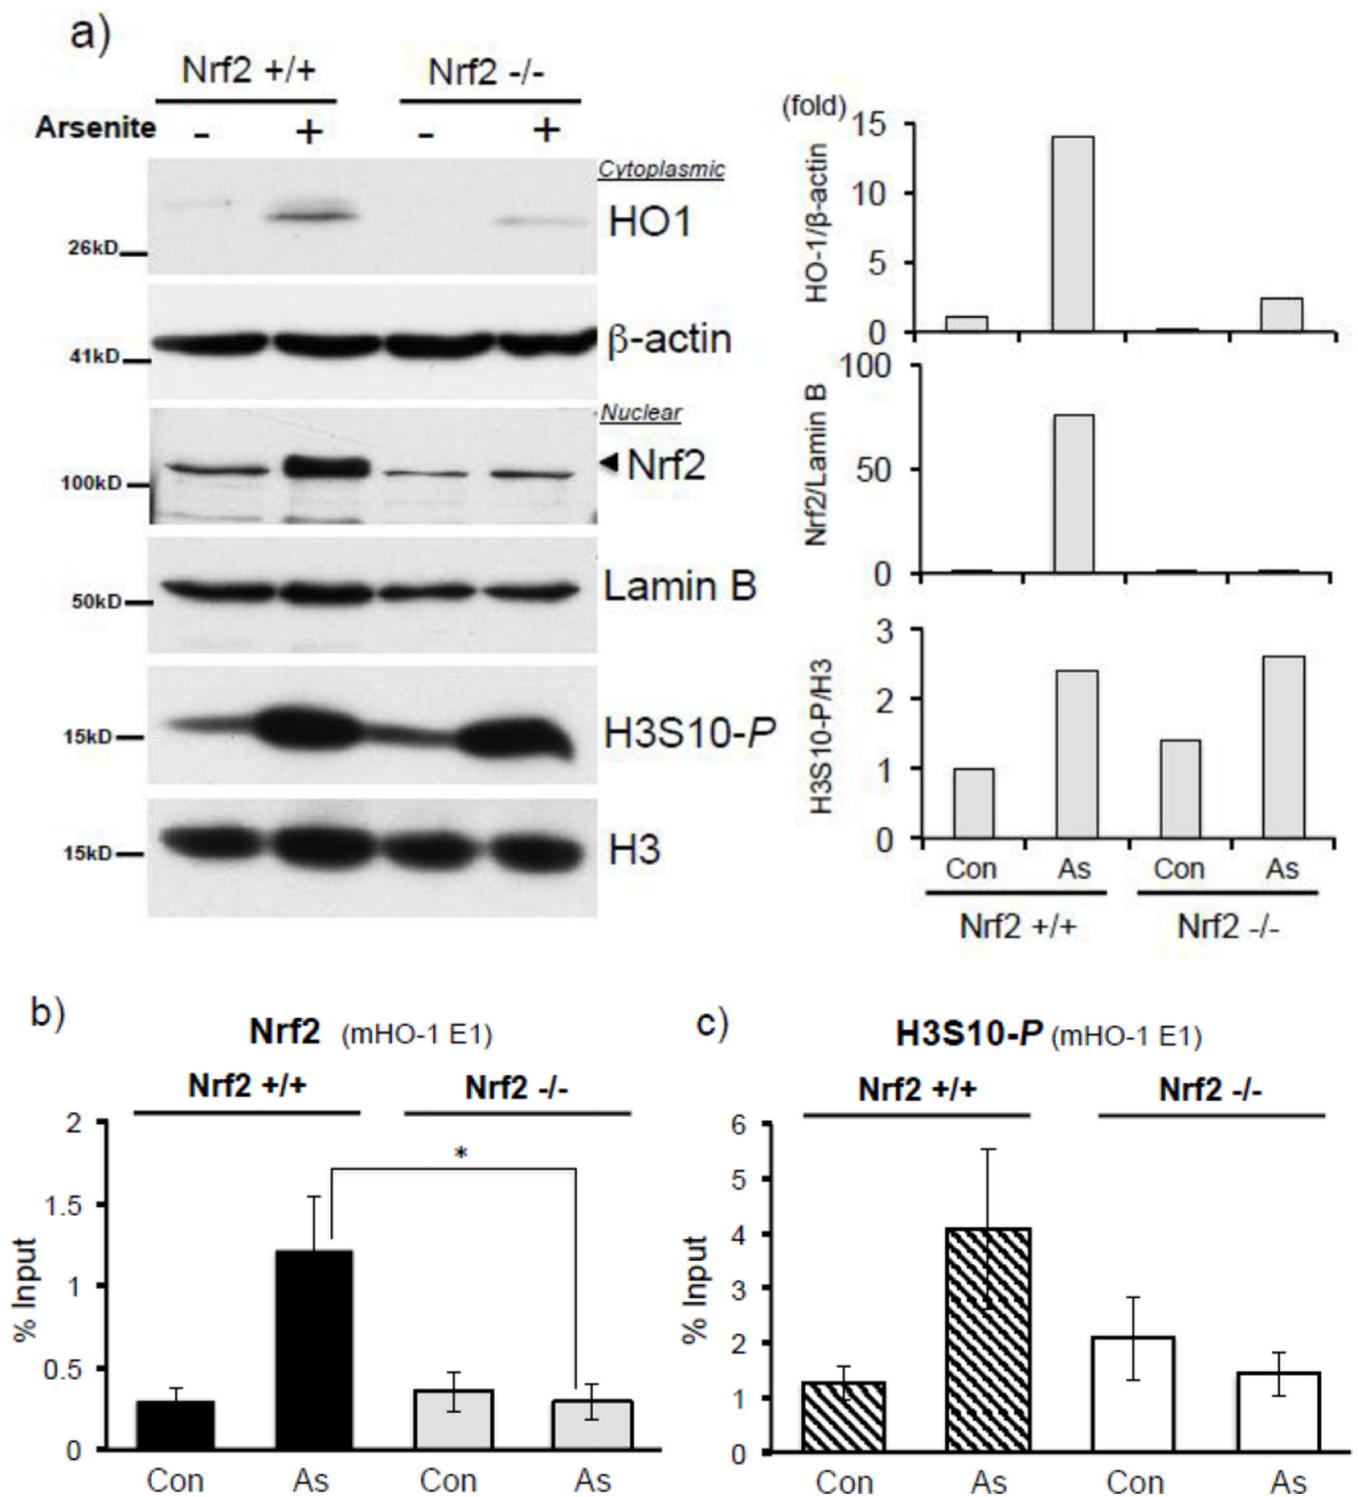 a)
Nrf2 +/+ Nrf2 -/-
Arsenite - + - +
Cytoplasmic
HO1
26kD
β-actin
41kD
Nuclear
Nrf2
100kD
Lamin B
50kD
H3S10-P
15kD
H3
15kD
(fold)
15
10
5
0
HO-1/β-actin
100
50
0
Nrf2/Lamin B
3
2
1
0
H3S10-P/H3
Con As Con As
Nrf2 +/+ Nrf2 -/-
b)
Nrf2 (mHO-1 E1)
Nrf2 +/+ Nrf2 -/-
2
1.5
1
0.5
0
% Input
*
Con As Con As
c)
H3S10-P (mHO-1 E1)
Nrf2 +/+ Nrf2 -/-
6
5
4
3
2
1
0
% Input
Con As Con As